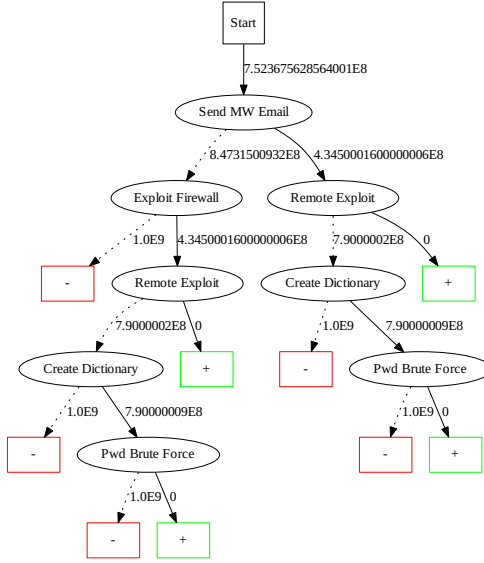 Start
7.523675628564001E8
Send MW Email
8.4731500932E8
4.3450001600000006E8
Exploit Firewall
Remote Exploit
1.0E9
4.3450001600000006E8
7.9000002E8
0
-
Remote Exploit
Create Dictionary
+
7.9000002E8
0
1.0E9
7.90000009E8
Create Dictionary
+
-
Pwd Brute Force
1.0E9
7.90000009E8
1.0E9
0
-
Pwd Brute Force
-
+
1.0E9
0
-
+